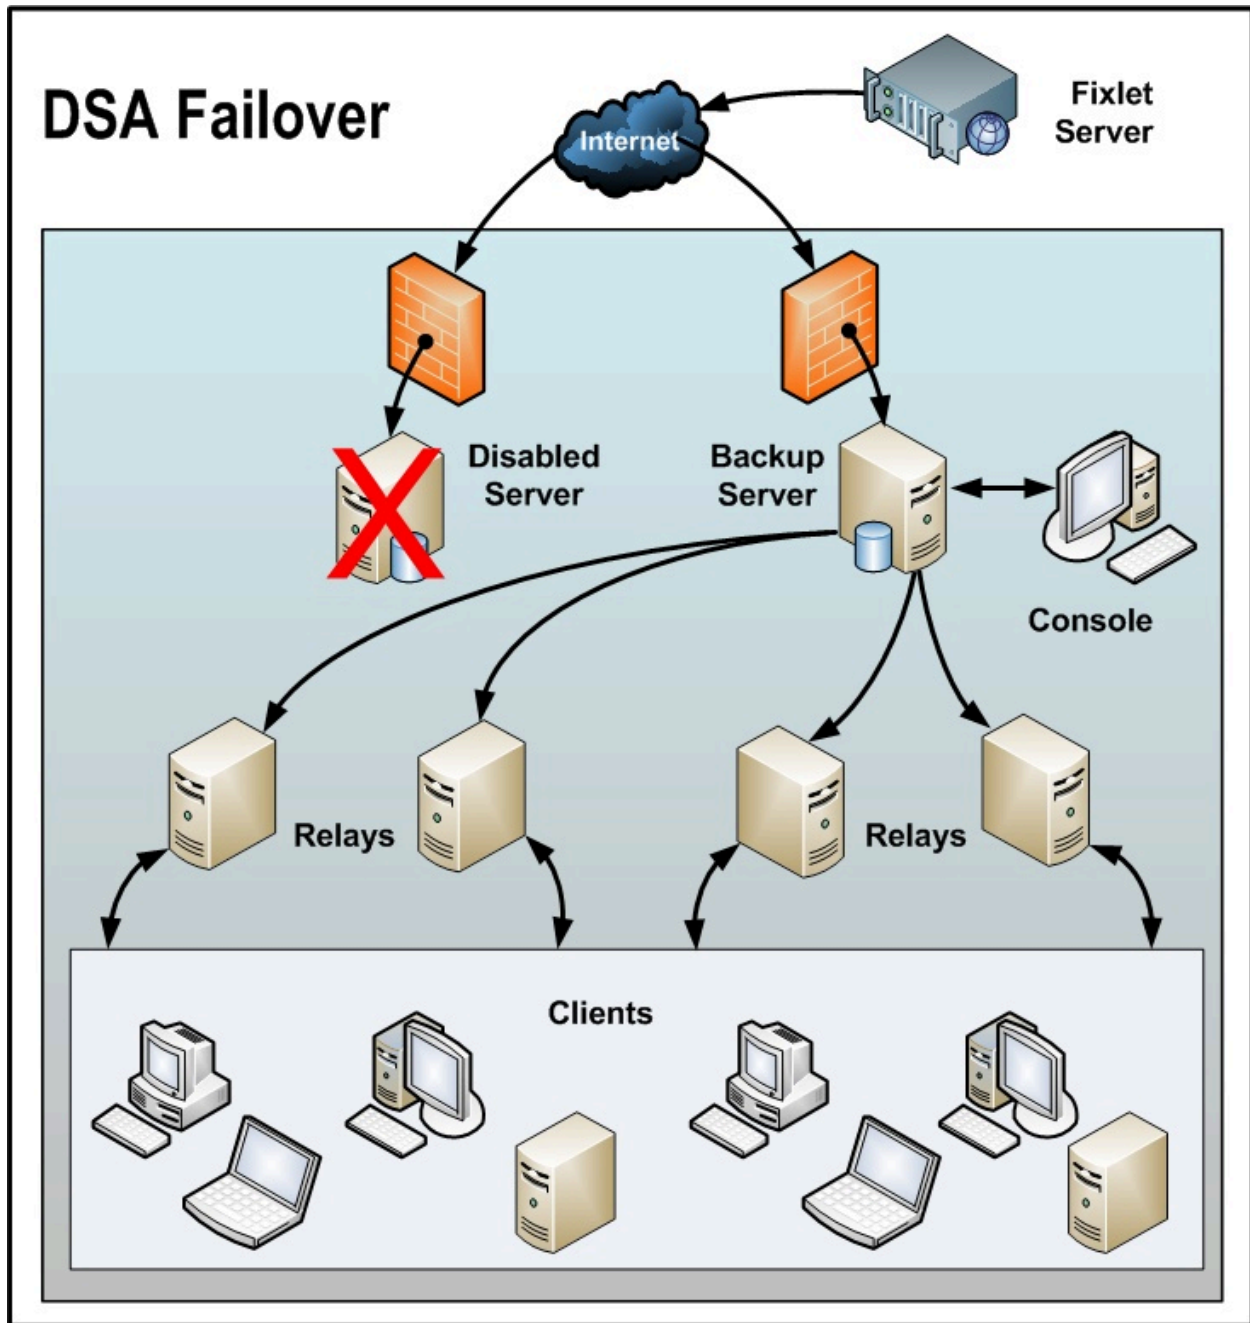 DSA Failover
Internet
Fixlet
Server
Disabled
Server
Backup
Server
Console
Relays
Relays
Clients